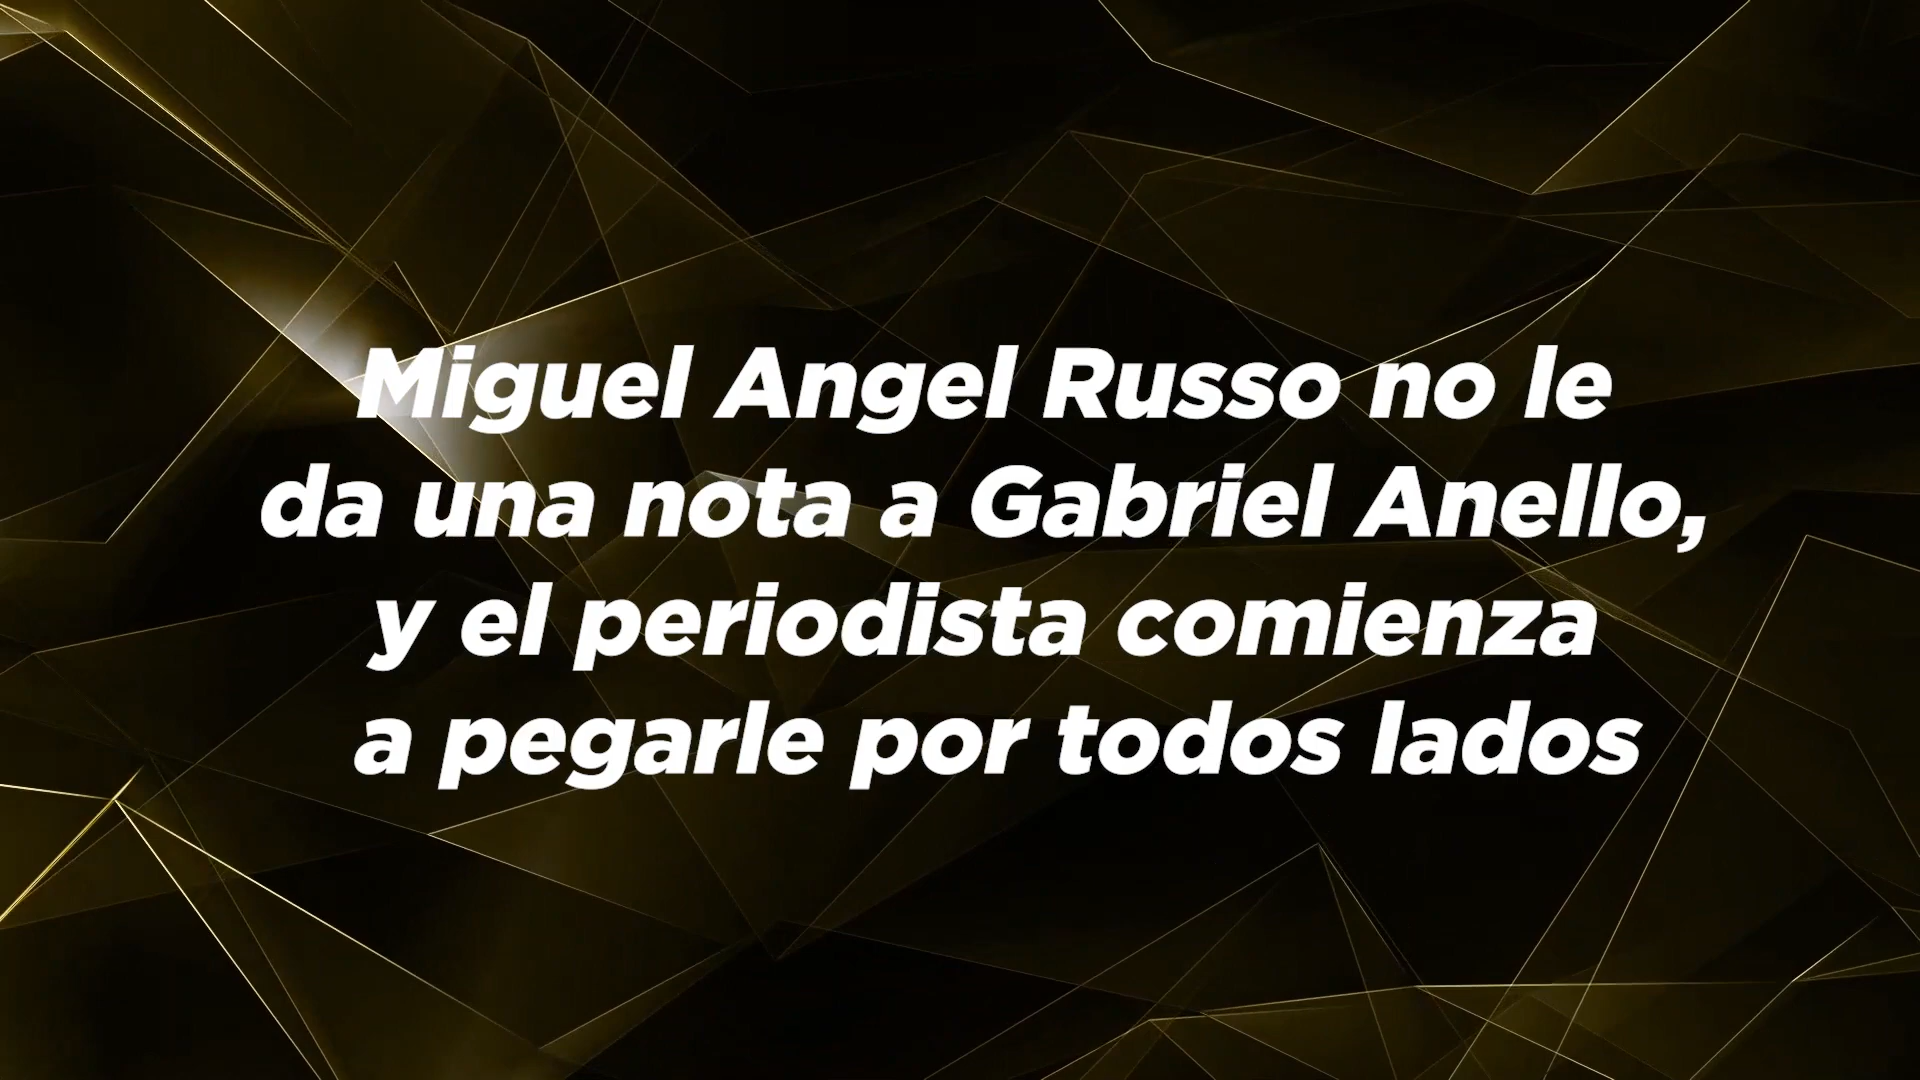 Miguel Angel Russo no le
da una nota a Gabriel Anello,
y el periodista comienza
a pegarle por todos lados